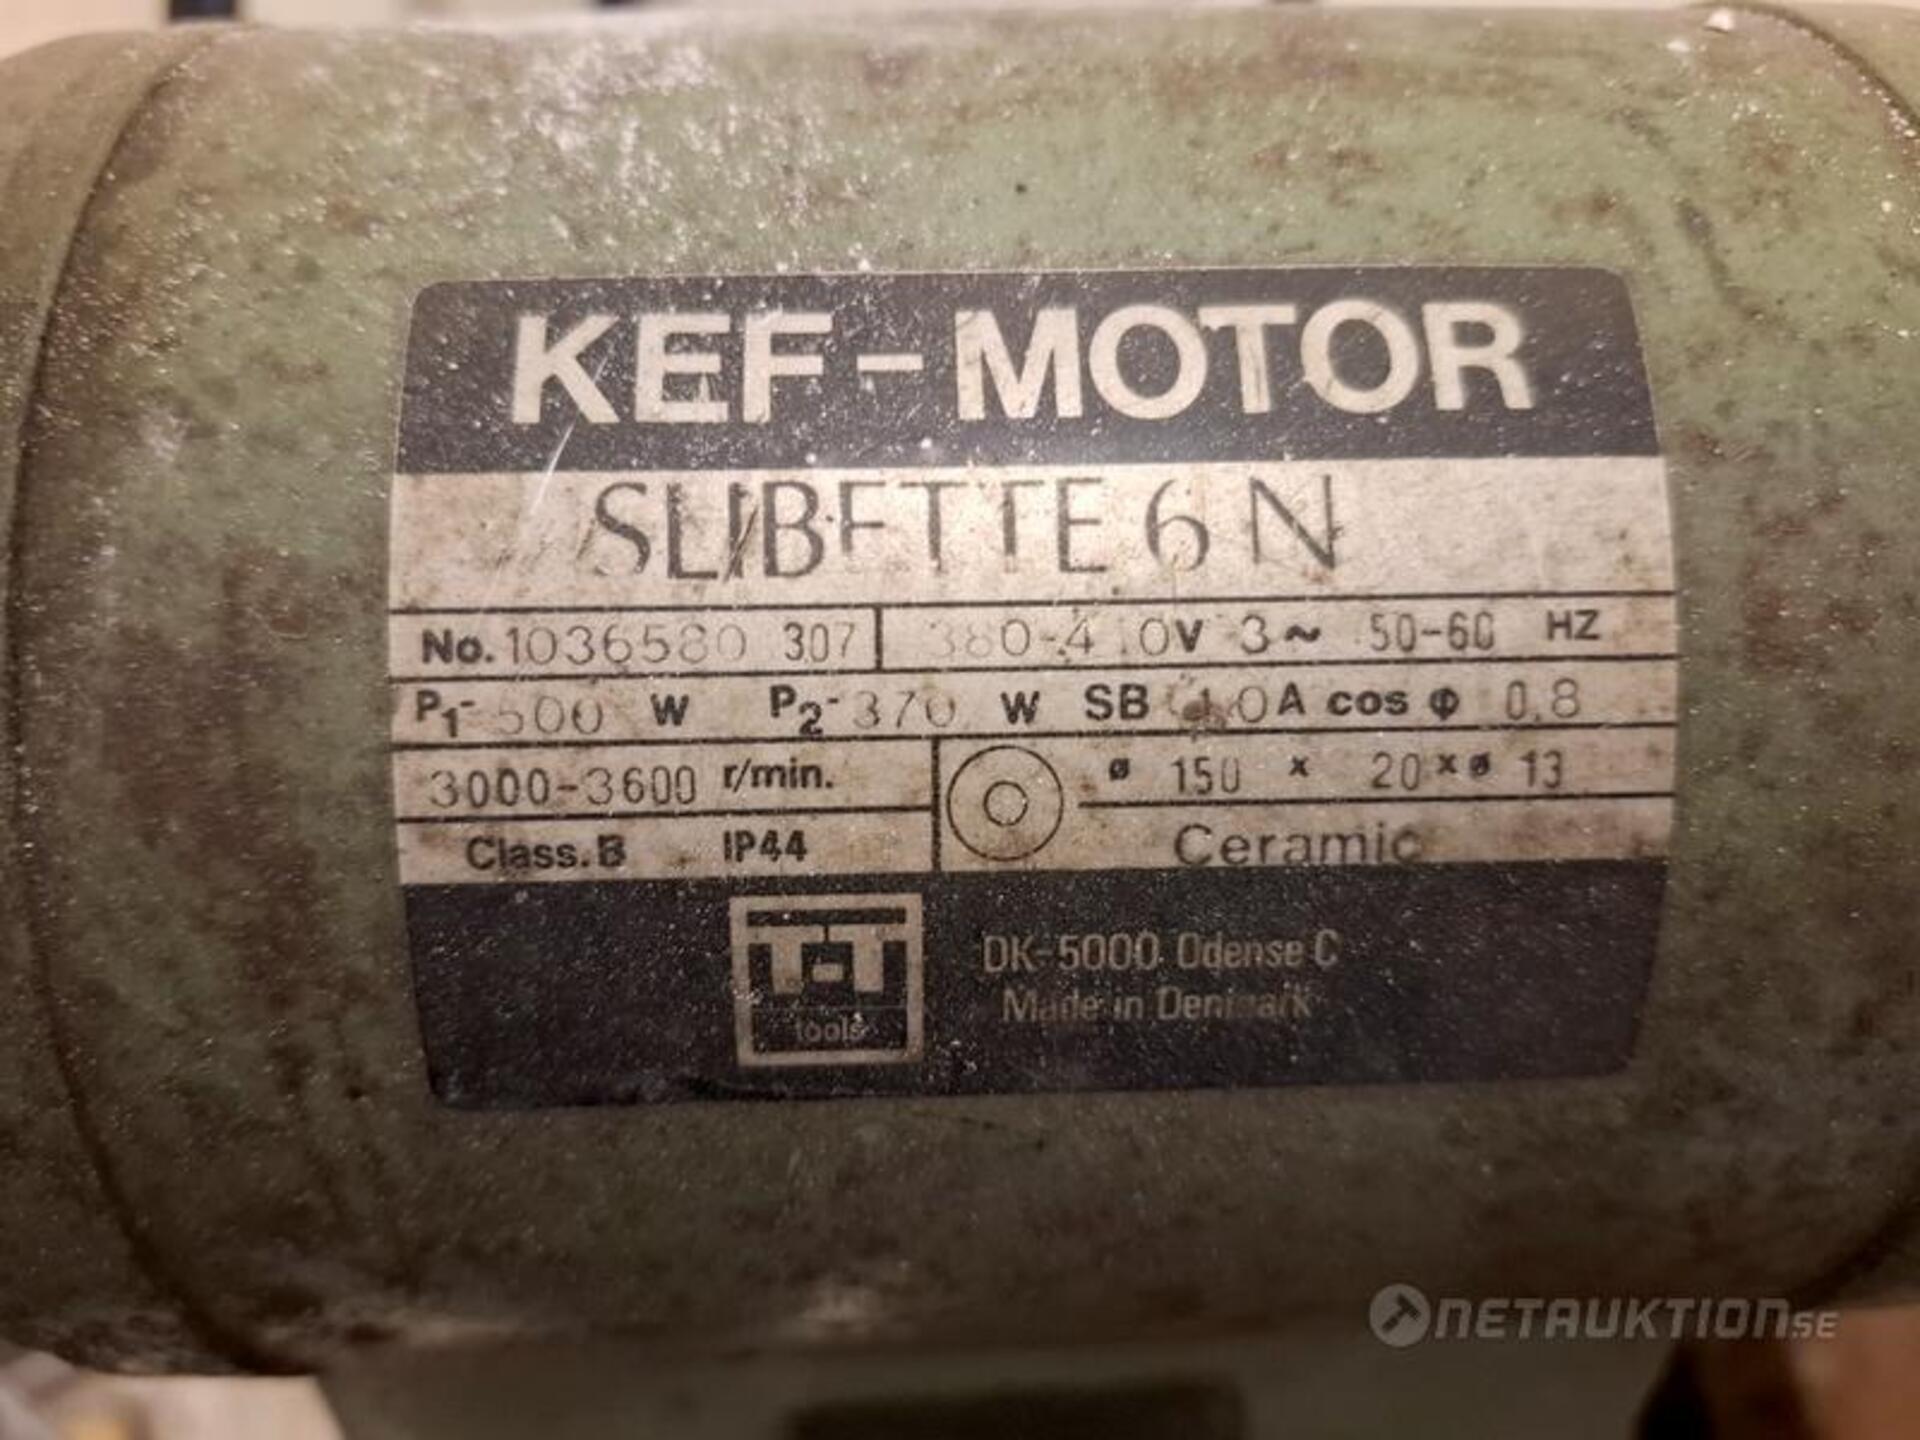 KEF-MOTOR
SLIBETTE 6 N
No. 1036580 307 380-410 V 3~ 50-60 HZ
P1- 500 W P2- 370 W SB 1.0 A cos φ 0.8
3000-3600 r/min. ø 150 x 20 x ø 13
Class. B IP44 Ceramic
T-T
tools
DK-5000 Odense C
Made in Denmark
NETAUKTION.SE